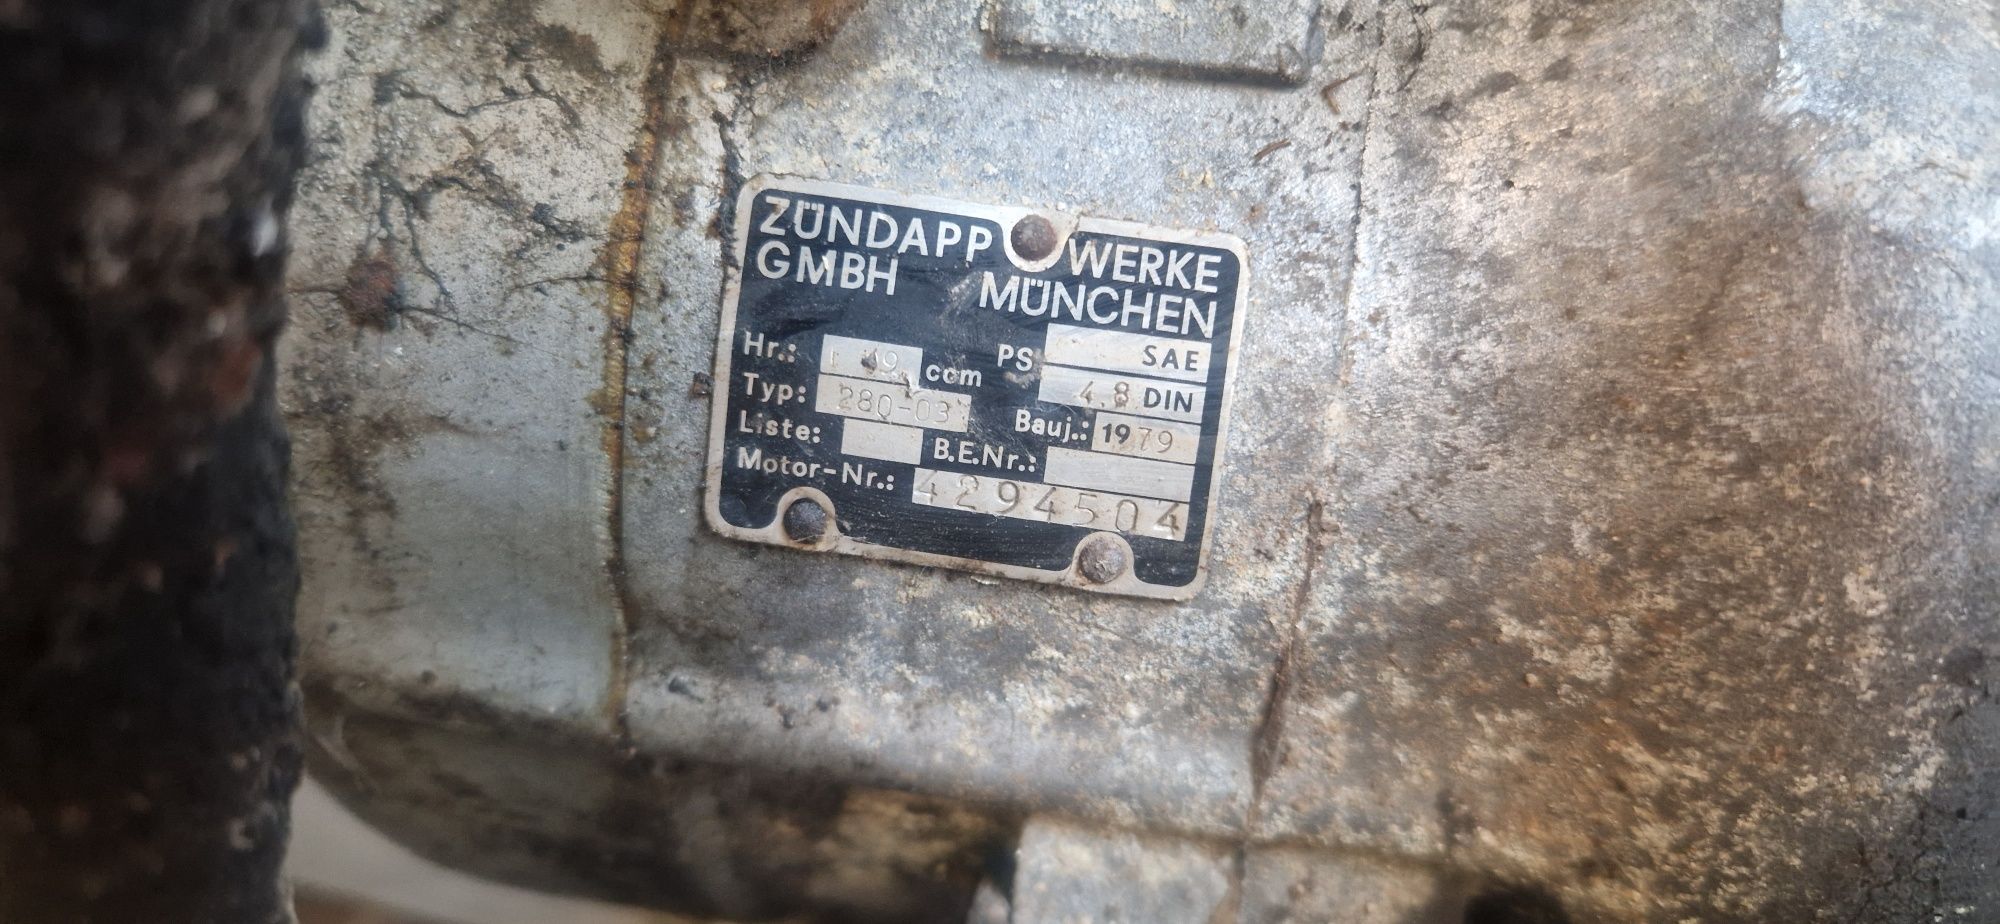 ZÜNDAPP WERKE
GMBH MÜNCHEN
Hr.: 49 ccm PS SAE
4.8 DIN
Typ: 280-03 Bauj.: 1979
Liste: B.E.Nr.:
Motor-Nr.: 4294504